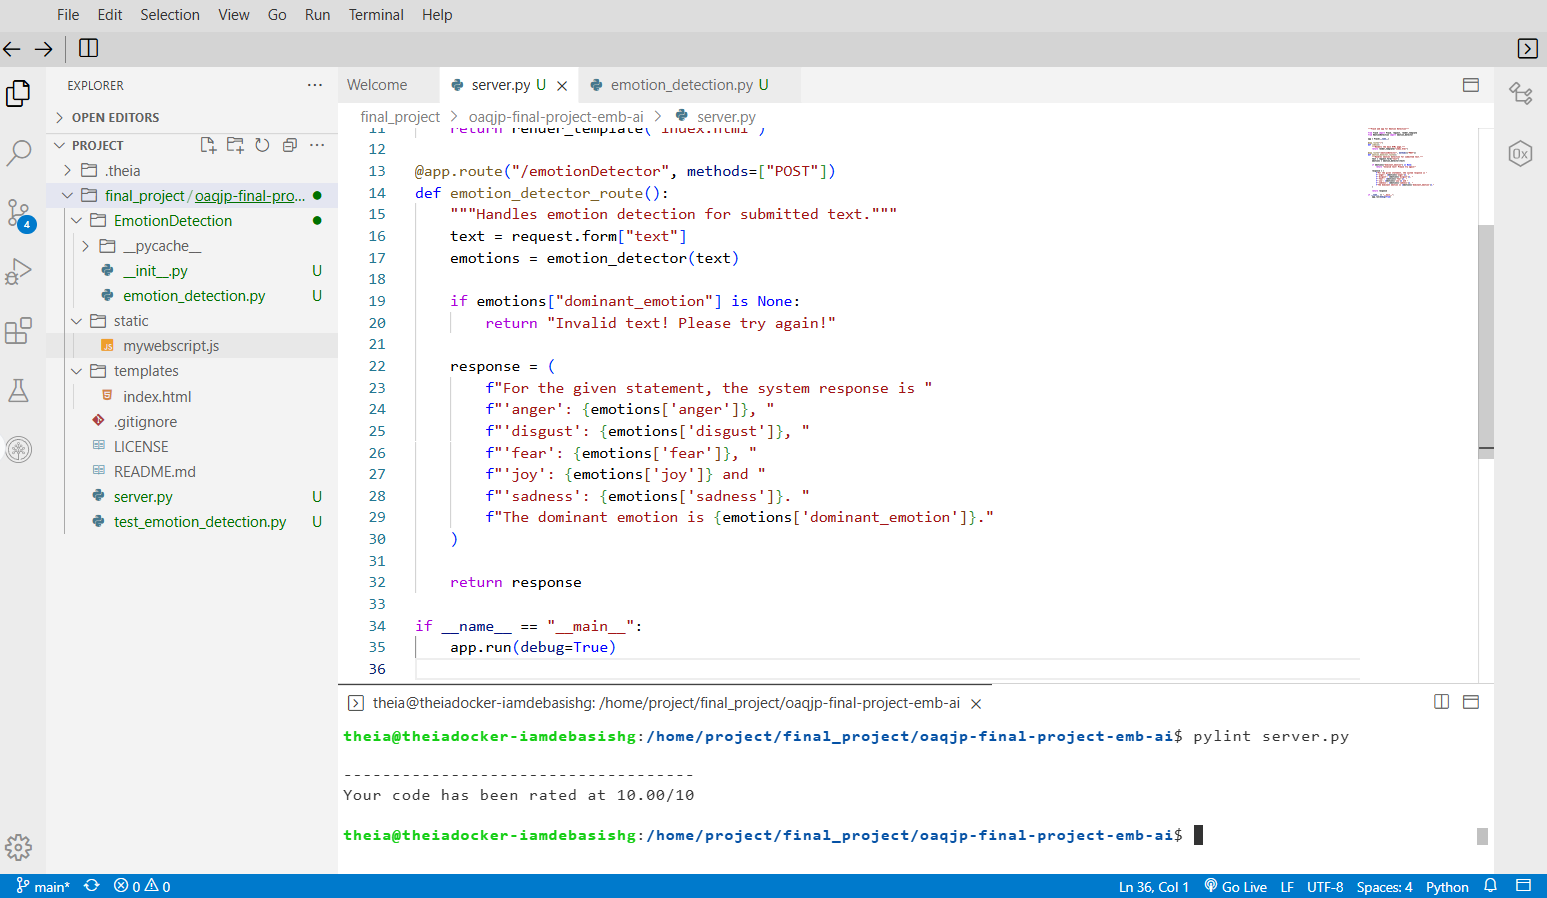 File Edit Selection View Go Run Terminal Help
EXPLORER
OPEN EDITORS
PROJECT
.theia
final_project / oaqjp-final-pro...
EmotionDetection
__pycache__
__init__.py U
emotion_detection.py U
static
mywebscript.js
templates
index.html
.gitignore
LICENSE
README.md
server.py U
test_emotion_detection.py U
4
Welcome server.py U emotion_detection.py U
final_project > oaqjp-final-project-emb-ai > server.py
11 return render_template("index.html")
12
13 @app.route("/emotionDetector", methods=["POST"])
14 def emotion_detector_route():
15 """Handles emotion detection for submitted text."""
16 text = request.form["text"]
17 emotions = emotion_detector(text)
18
19 if emotions["dominant_emotion"] is None:
20 return "Invalid text! Please try again!"
21
22 response = (
23 f"For the given statement, the system response is "
24 f"'anger': {emotions['anger']}, "
25 f"'disgust': {emotions['disgust']}, "
26 f"'fear': {emotions['fear']}, "
27 f"'joy': {emotions['joy']} and "
28 f"'sadness': {emotions['sadness']}. "
29 f"The dominant emotion is {emotions['dominant_emotion']}."
30 )
31
32 return response
33
34 if __name__ == "__main__":
35 app.run(debug=True)
36
theia@theiadocker-iamdebasishg: /home/project/final_project/oaqjp-final-project-emb-ai
theia@theiadocker-iamdebasishg:/home/project/final_project/oaqjp-final-project-emb-ai$ pylint server.py
------------------------------------
Your code has been rated at 10.00/10
theia@theiadocker-iamdebasishg:/home/project/final_project/oaqjp-final-project-emb-ai$
0x
main* 0 0 Ln 36, Col 1 Go Live LF UTF-8 Spaces: 4 Python